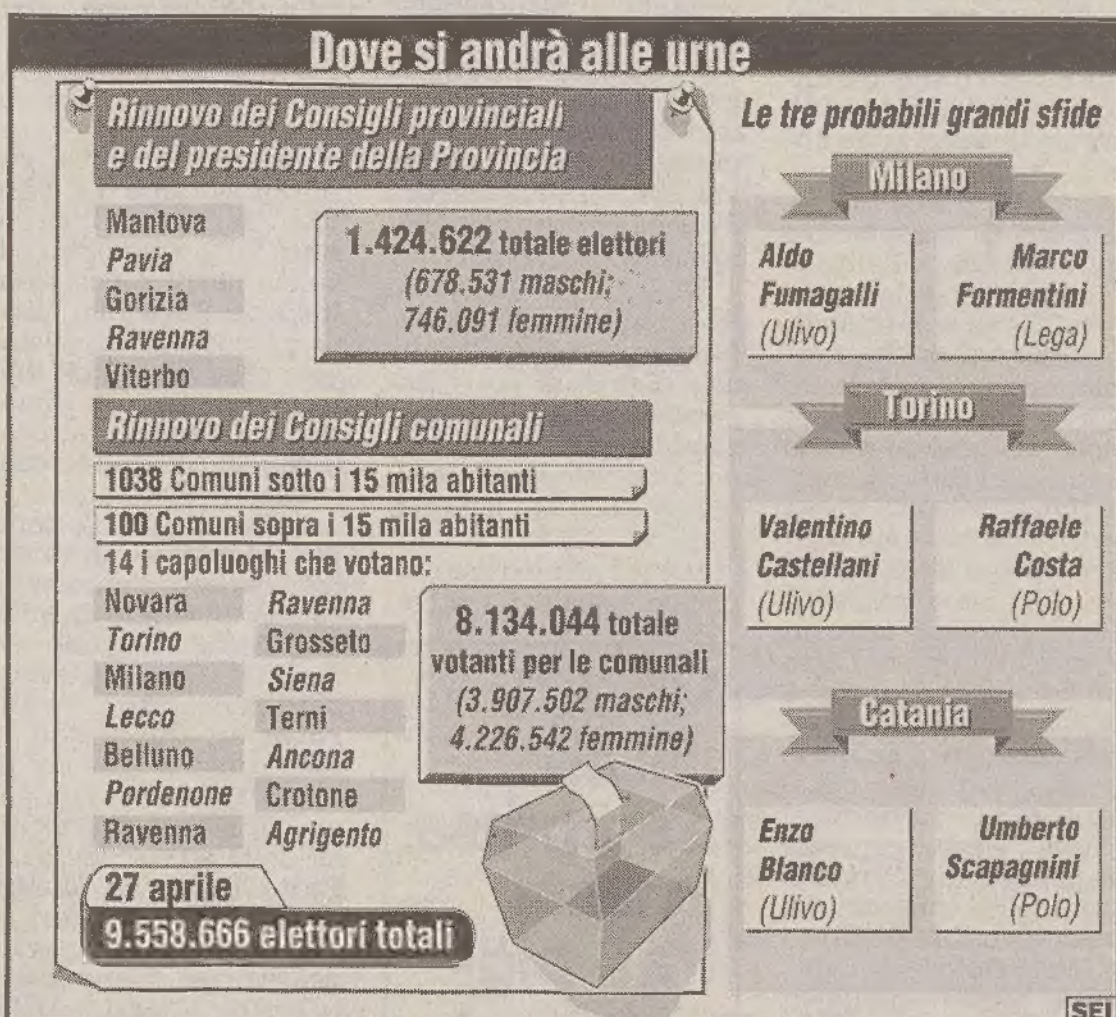 Dove si andrà alle urne
Rinnovo dei Consigli provinciali
e del presidente della Provincia
Mantova
Pavia
Gorizia
Ravenna
Viterbo
1.424.622 totale elettori
(678.531 maschi;
746.091 femmine)
Rinnovo dei Consigli comunali
1038 Comuni sotto i 15 mila abitanti
100 Comuni sopra i 15 mila abitanti
14 i capoluoghi che votano:
Novara
Torino
Milano
Lecco
Belluno
Pordenone
Ravenna
Ravenna
Grosseto
Siena
Terni
Ancona
Crotone
Agrigento
8.134.044 totale
votanti per le comunali
(3.907.502 maschi;
4.226.542 femmine)
27 aprile
9.558.666 elettori totali
Le tre probabili grandi sfide
Milano
Aldo
Fumagalli
(Ulivo)
Marco
Formentini
(Lega)
Torino
Valentino
Castellani
(Ulivo)
Raffaele
Costa
(Polo)
Catania
Enzo
Bianco
(Ulivo)
Umberto
Scapagnini
(Polo)
SEI